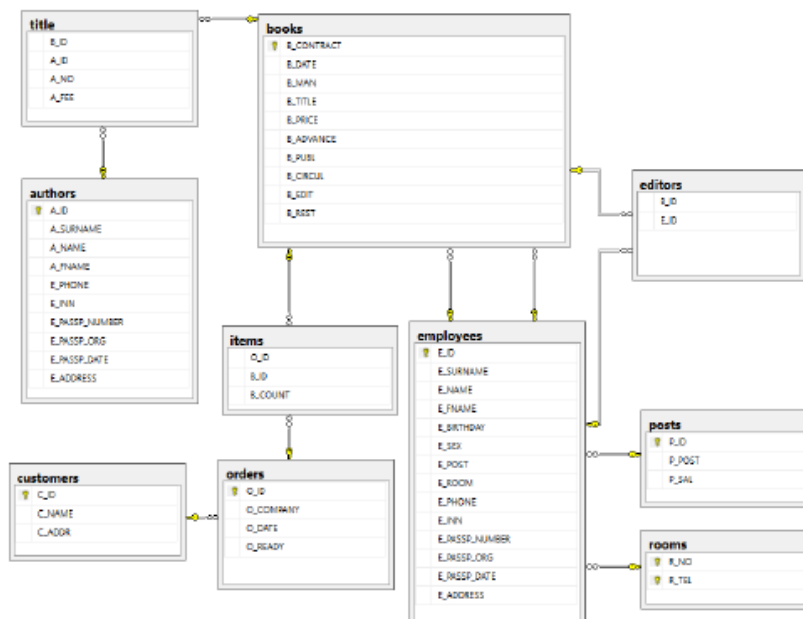 title
B_ID
A_ID
A_NO
A_FEE
books
B_CONTRACT
B_DATE
B_MAN
B_TITLE
B_PRICE
B_ADVANCE
B_PUBL
B_CIRCUL
B_EDIT
B_REST
authors
A_ID
A_SURNAME
A_NAME
A_FNAME
E_PHONE
E_INN
E_PASSP_NUMBER
E_PASSP_ORG
E_PASSP_DATE
E_ADDRESS
editors
B_ID
E_ID
items
O_ID
B_ID
B_COUNT
employees
E_ID
E_SURNAME
E_NAME
E_FNAME
E_BIRTHDAY
E_SEX
E_POST
E_ROOM
E_PHONE
E_INN
E_PASSP_NUMBER
E_PASSP_ORG
E_PASSP_DATE
E_ADDRESS
posts
P_ID
P_POST
P_SAL
customers
C_ID
C_NAME
C_ADDR
orders
O_ID
O_COMPANY
O_DATE
O_READY
rooms
R_NO
R_TEL